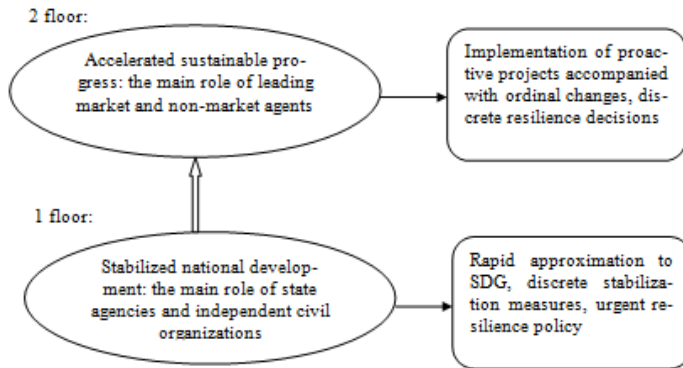 2 floor:
Accelerated sustainable pro-
gress: the main role of leading
market and non-market agents
Implementation of proac-
tive projects accompanied
with ordinal changes, dis-
crete resilience decisions
1 floor:
Stabilized national develop-
ment: the main role of state
agencies and independent civil
organizations
Rapid approximation to
SDG, discrete stabiliza-
tion measures, urgent re-
silience policy